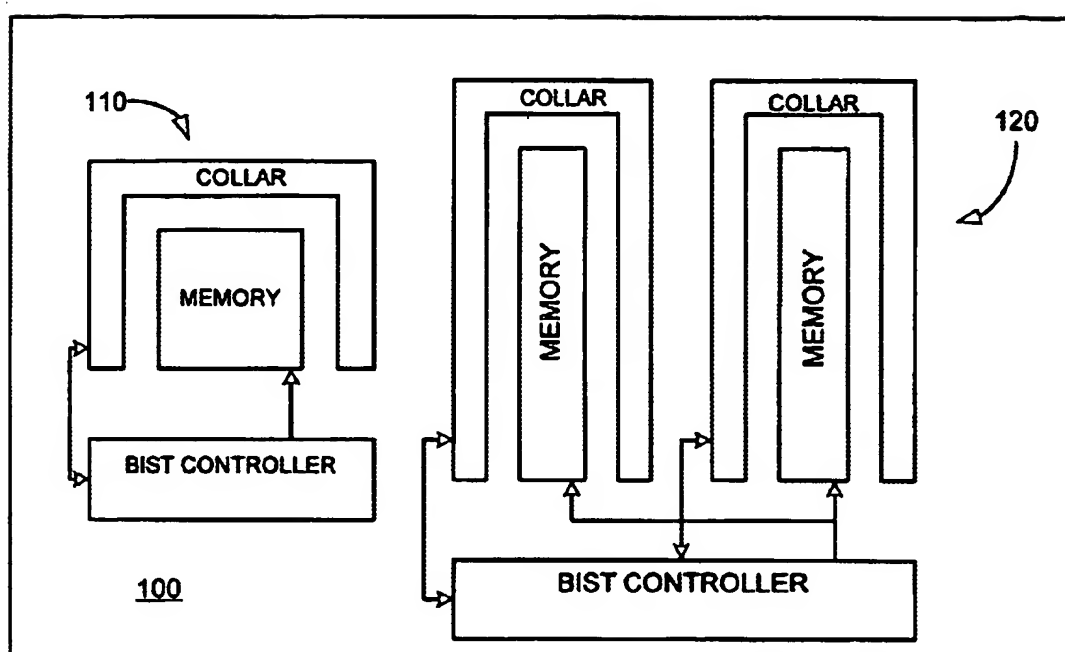 110
COLLAR
MEMORY
BIST CONTROLLER
100
COLLAR
MEMORY
COLLAR
MEMORY
BIST CONTROLLER
120